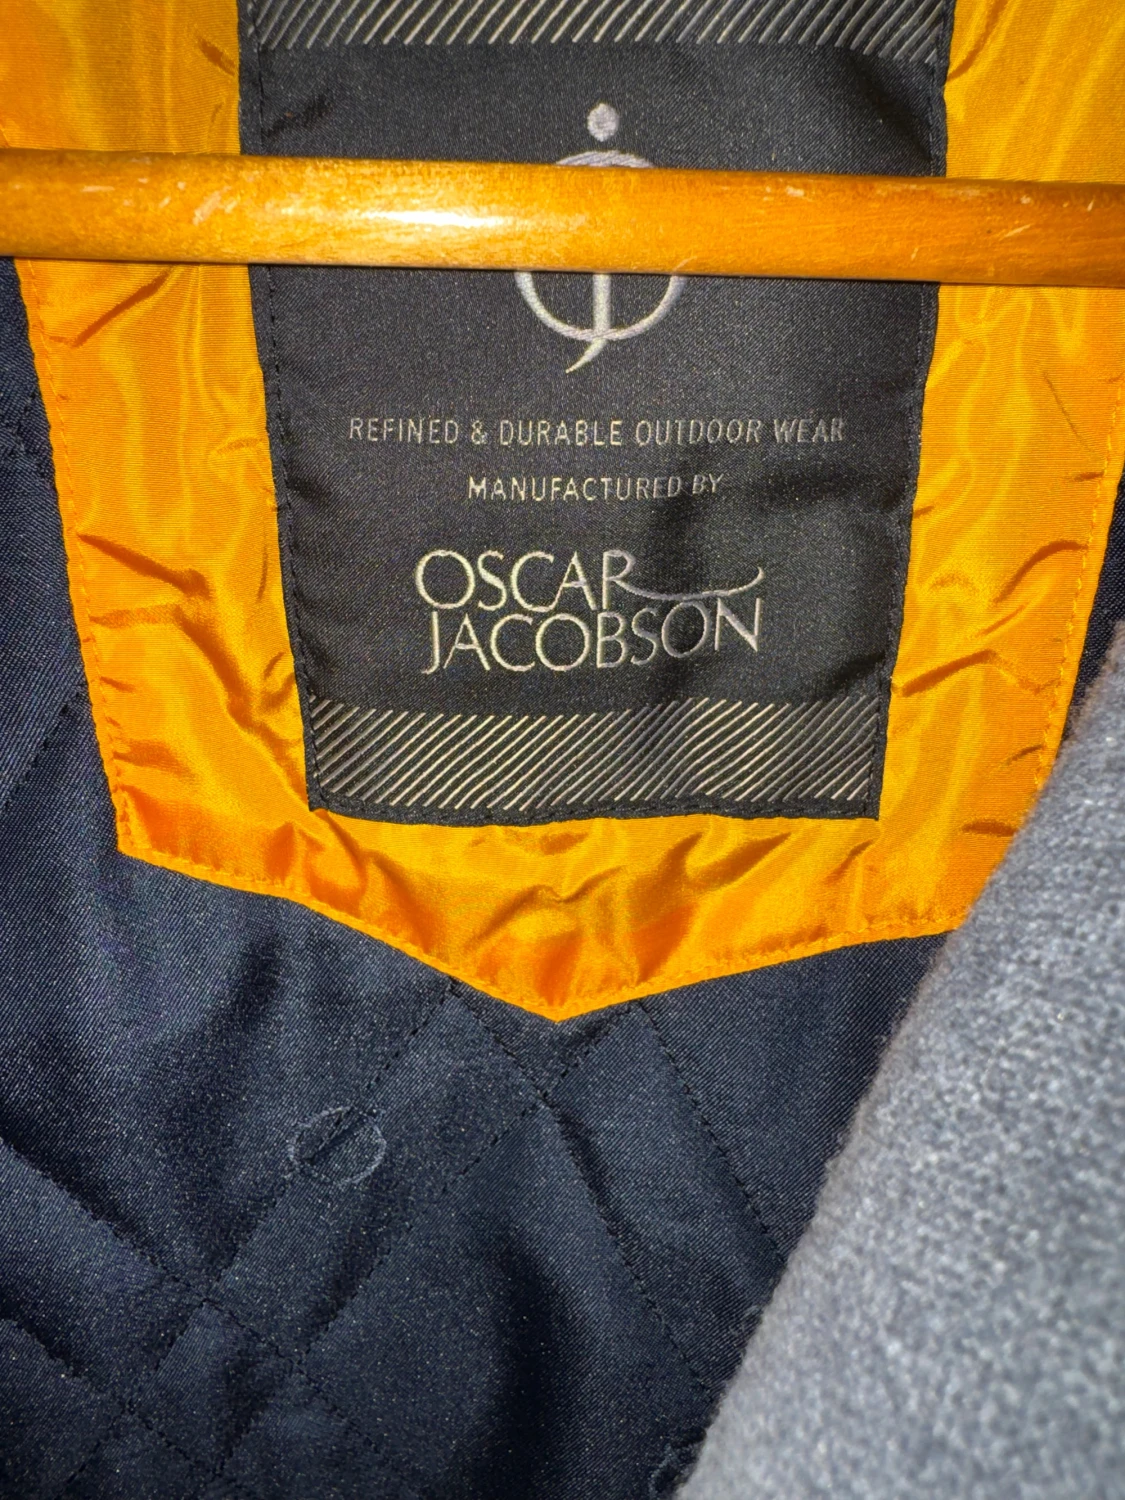 REFINED & DURABLE OUTDOOR WEAR
MANUFACTURED BY
OSCAR
JACOBSON